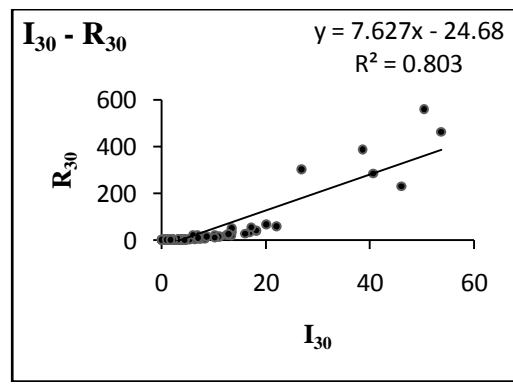 I₃₀ - R₃₀
y = 7.627x - 24.68
R² = 0.803
600
400
200
0
R₃₀
0 20 40 60
I₃₀